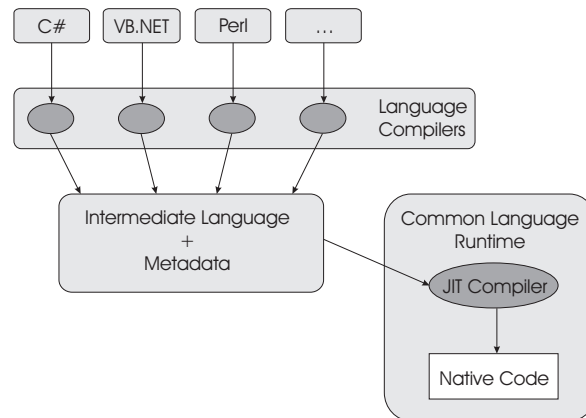 C#
VB.NET
Perl
...
Language
Compilers
Intermediate Language
+
Metadata
Common Language
Runtime
JIT Compiler
Native Code